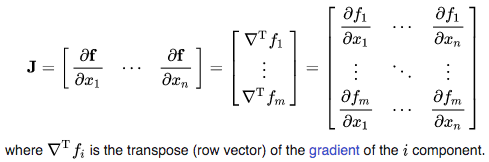 J = [ ∂f/∂x₁ ⋯ ∂f/∂xₙ ] = [ ∇ᵀf₁ ⋮ ∇ᵀfₘ ] = [ ∂f₁/∂x₁ ⋯ ∂f₁/∂xₙ ⋮ ⋱ ⋮ ∂fₘ/∂x₁ ⋯ ∂fₘ/∂xₙ ]
where ∇ᵀfᵢ is the transpose (row vector) of the gradient of the i component.